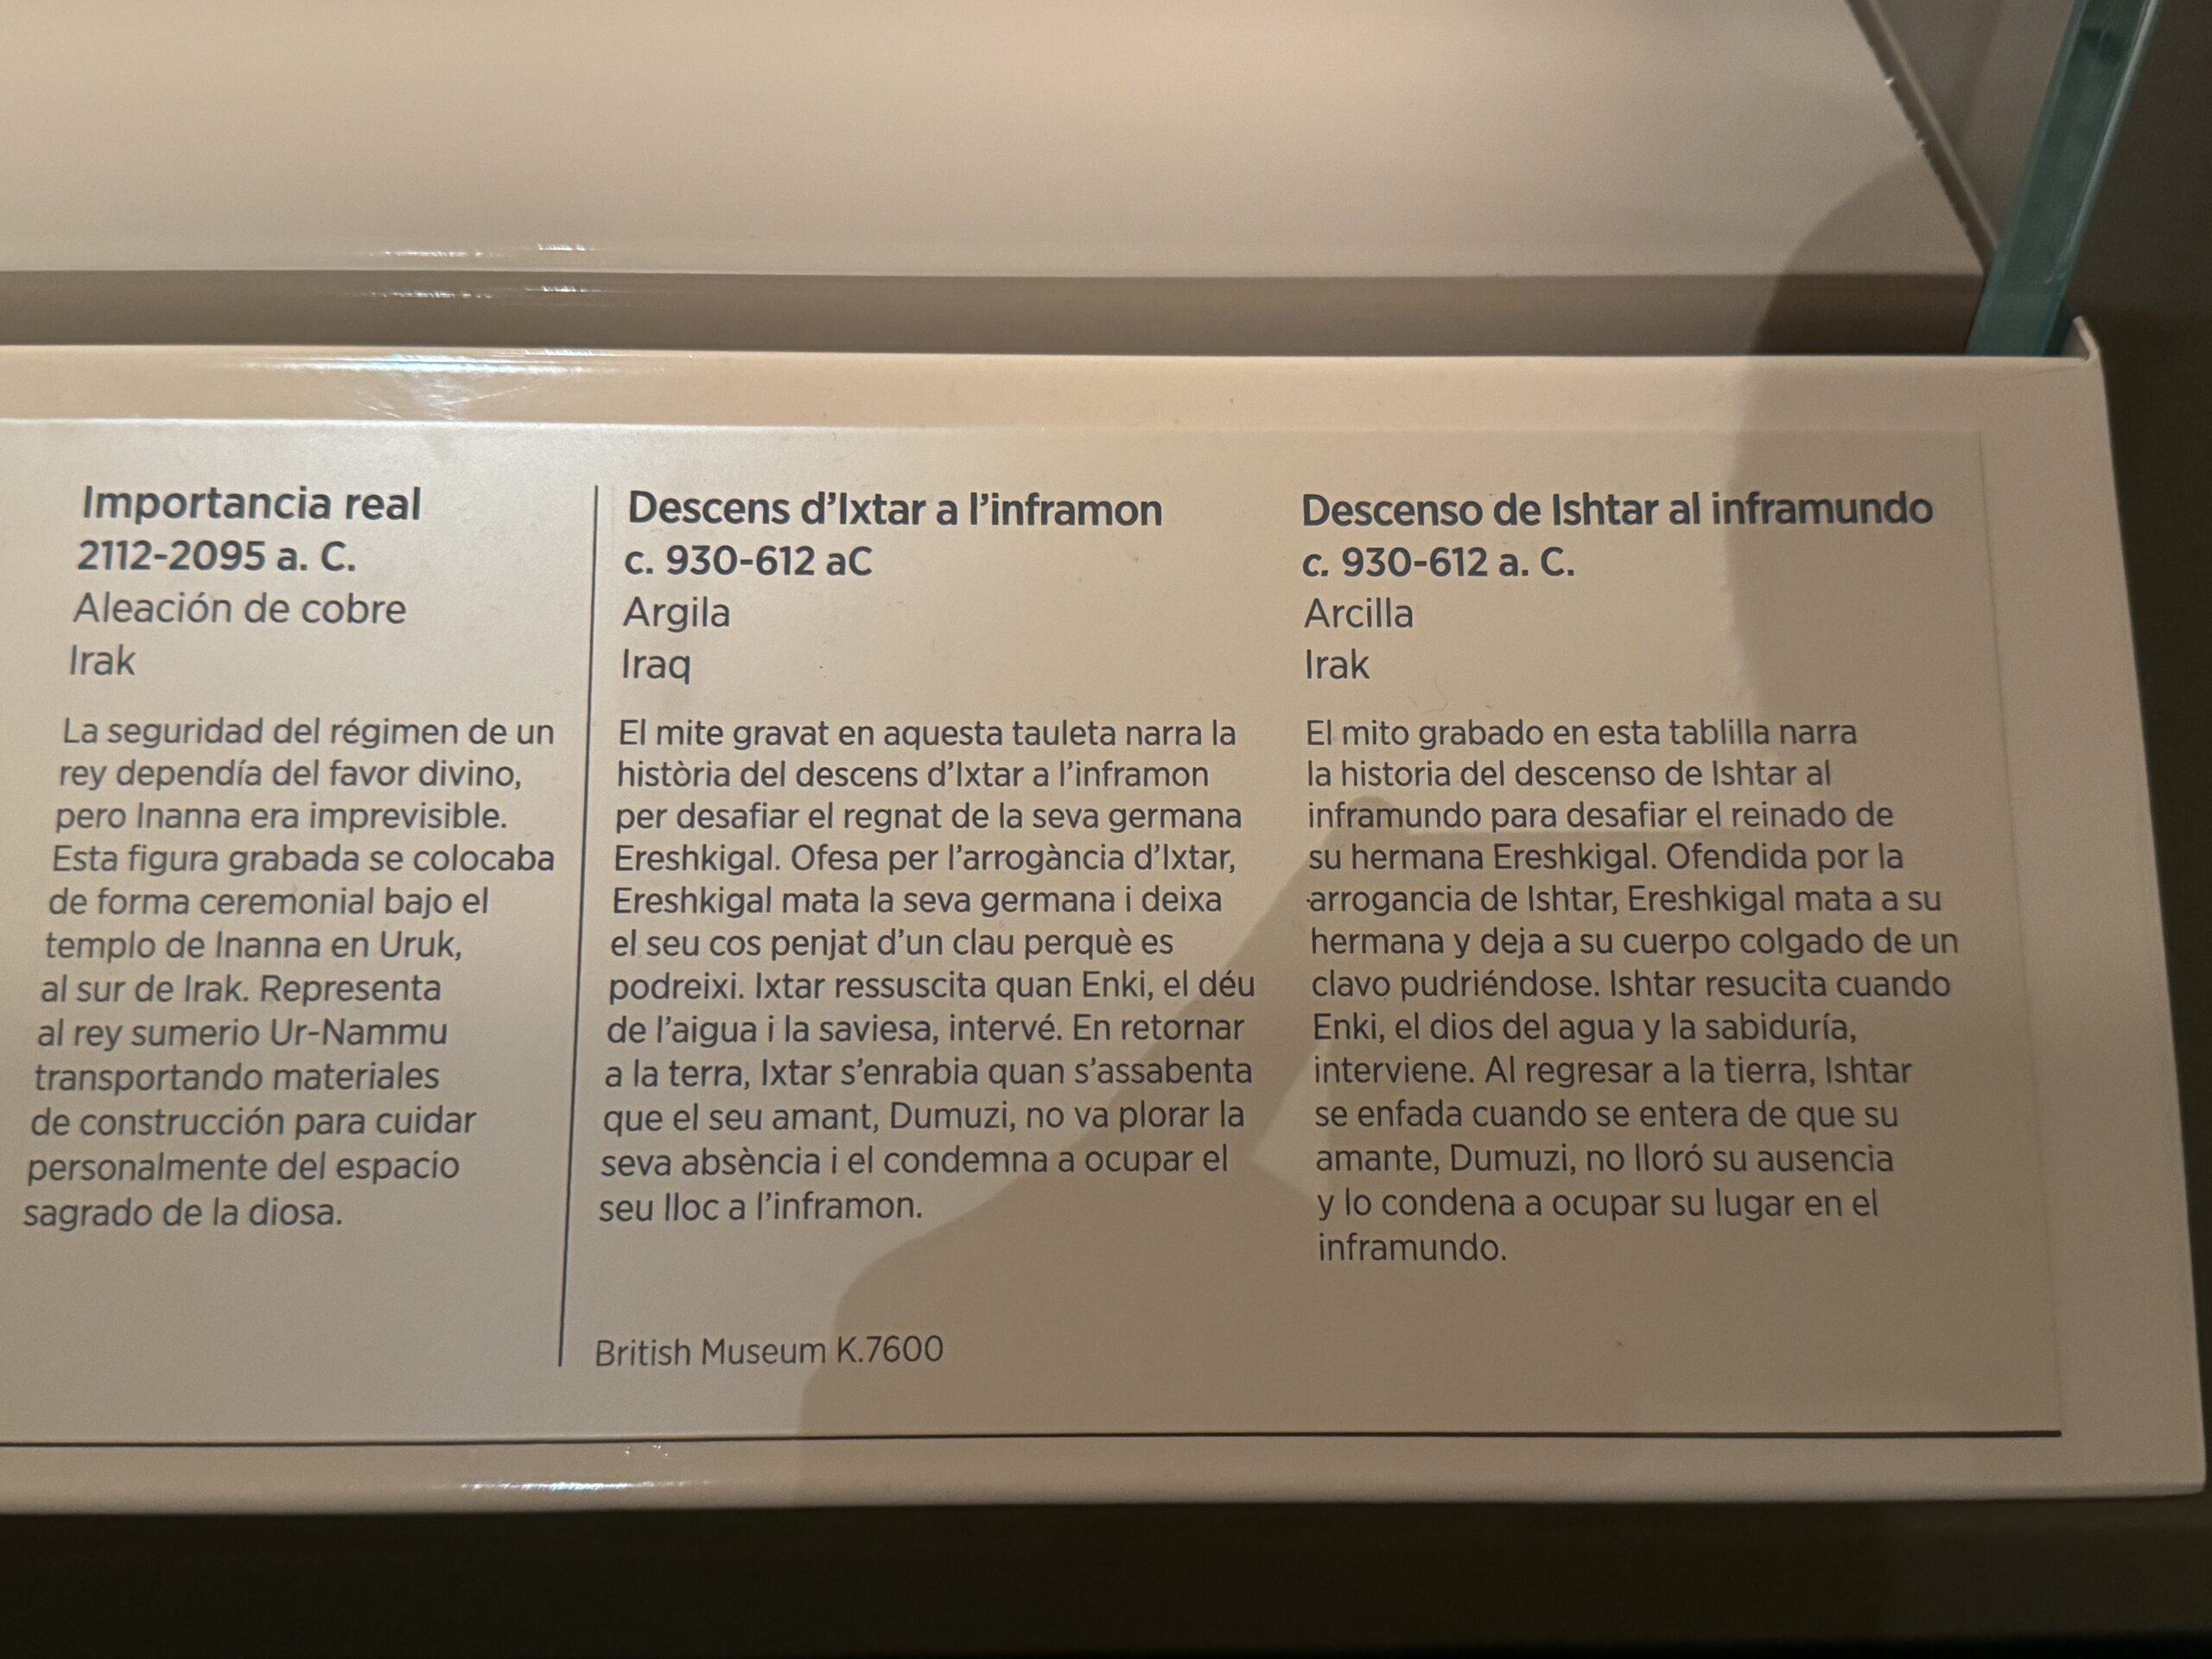 Importancia real
2112-2095 a. C.
Aleación de cobre
Irak
La seguridad del régimen de un
rey dependía del favor divino,
pero Inanna era imprevisible.
Esta figura grabada se colocaba
de forma ceremonial bajo el
templo de Inanna en Uruk,
al sur de Irak. Representa
al rey sumerio Ur-Nammu
transportando materiales
de construcción para cuidar
personalmente del espacio
sagrado de la diosa.
Descens d'Ixtar a l'inframon
c. 930-612 aC
Argila
Iraq
El mite gravat en aquesta tauleta narra la
història del descens d'Ixtar a l'inframon
per desafiar el regnat de la seva germana
Ereshkigal. Ofesa per l'arrogància d'Ixtar,
Ereshkigal mata la seva germana i deixa
el seu cos penjat d'un clau perquè es
podreixi. Ixtar ressuscita quan Enki, el déu
de l'aigua i la saviesa, intervé. En retornar
a la terra, Ixtar s'enrabia quan s'assabenta
que el seu amant, Dumuzi, no va plorar la
seva absència i el condemna a ocupar el
seu lloc a l'inframon.
British Museum K.7600
Descenso de Ishtar al inframundo
c. 930-612 a. C.
Arcilla
Irak
El mito grabado en esta tablilla narra
la historia del descenso de Ishtar al
inframundo para desafiar el reinado de
su hermana Ereshkigal. Ofendida por la
arrogancia de Ishtar, Ereshkigal mata a su
hermana y deja a su cuerpo colgado de un
clavo pudriéndose. Ishtar resucita cuando
Enki, el dios del agua y la sabiduría,
interviene. Al regresar a la tierra, Ishtar
se enfada cuando se entera de que su
amante, Dumuzi, no lloró su ausencia
y lo condena a ocupar su lugar en el
inframundo.